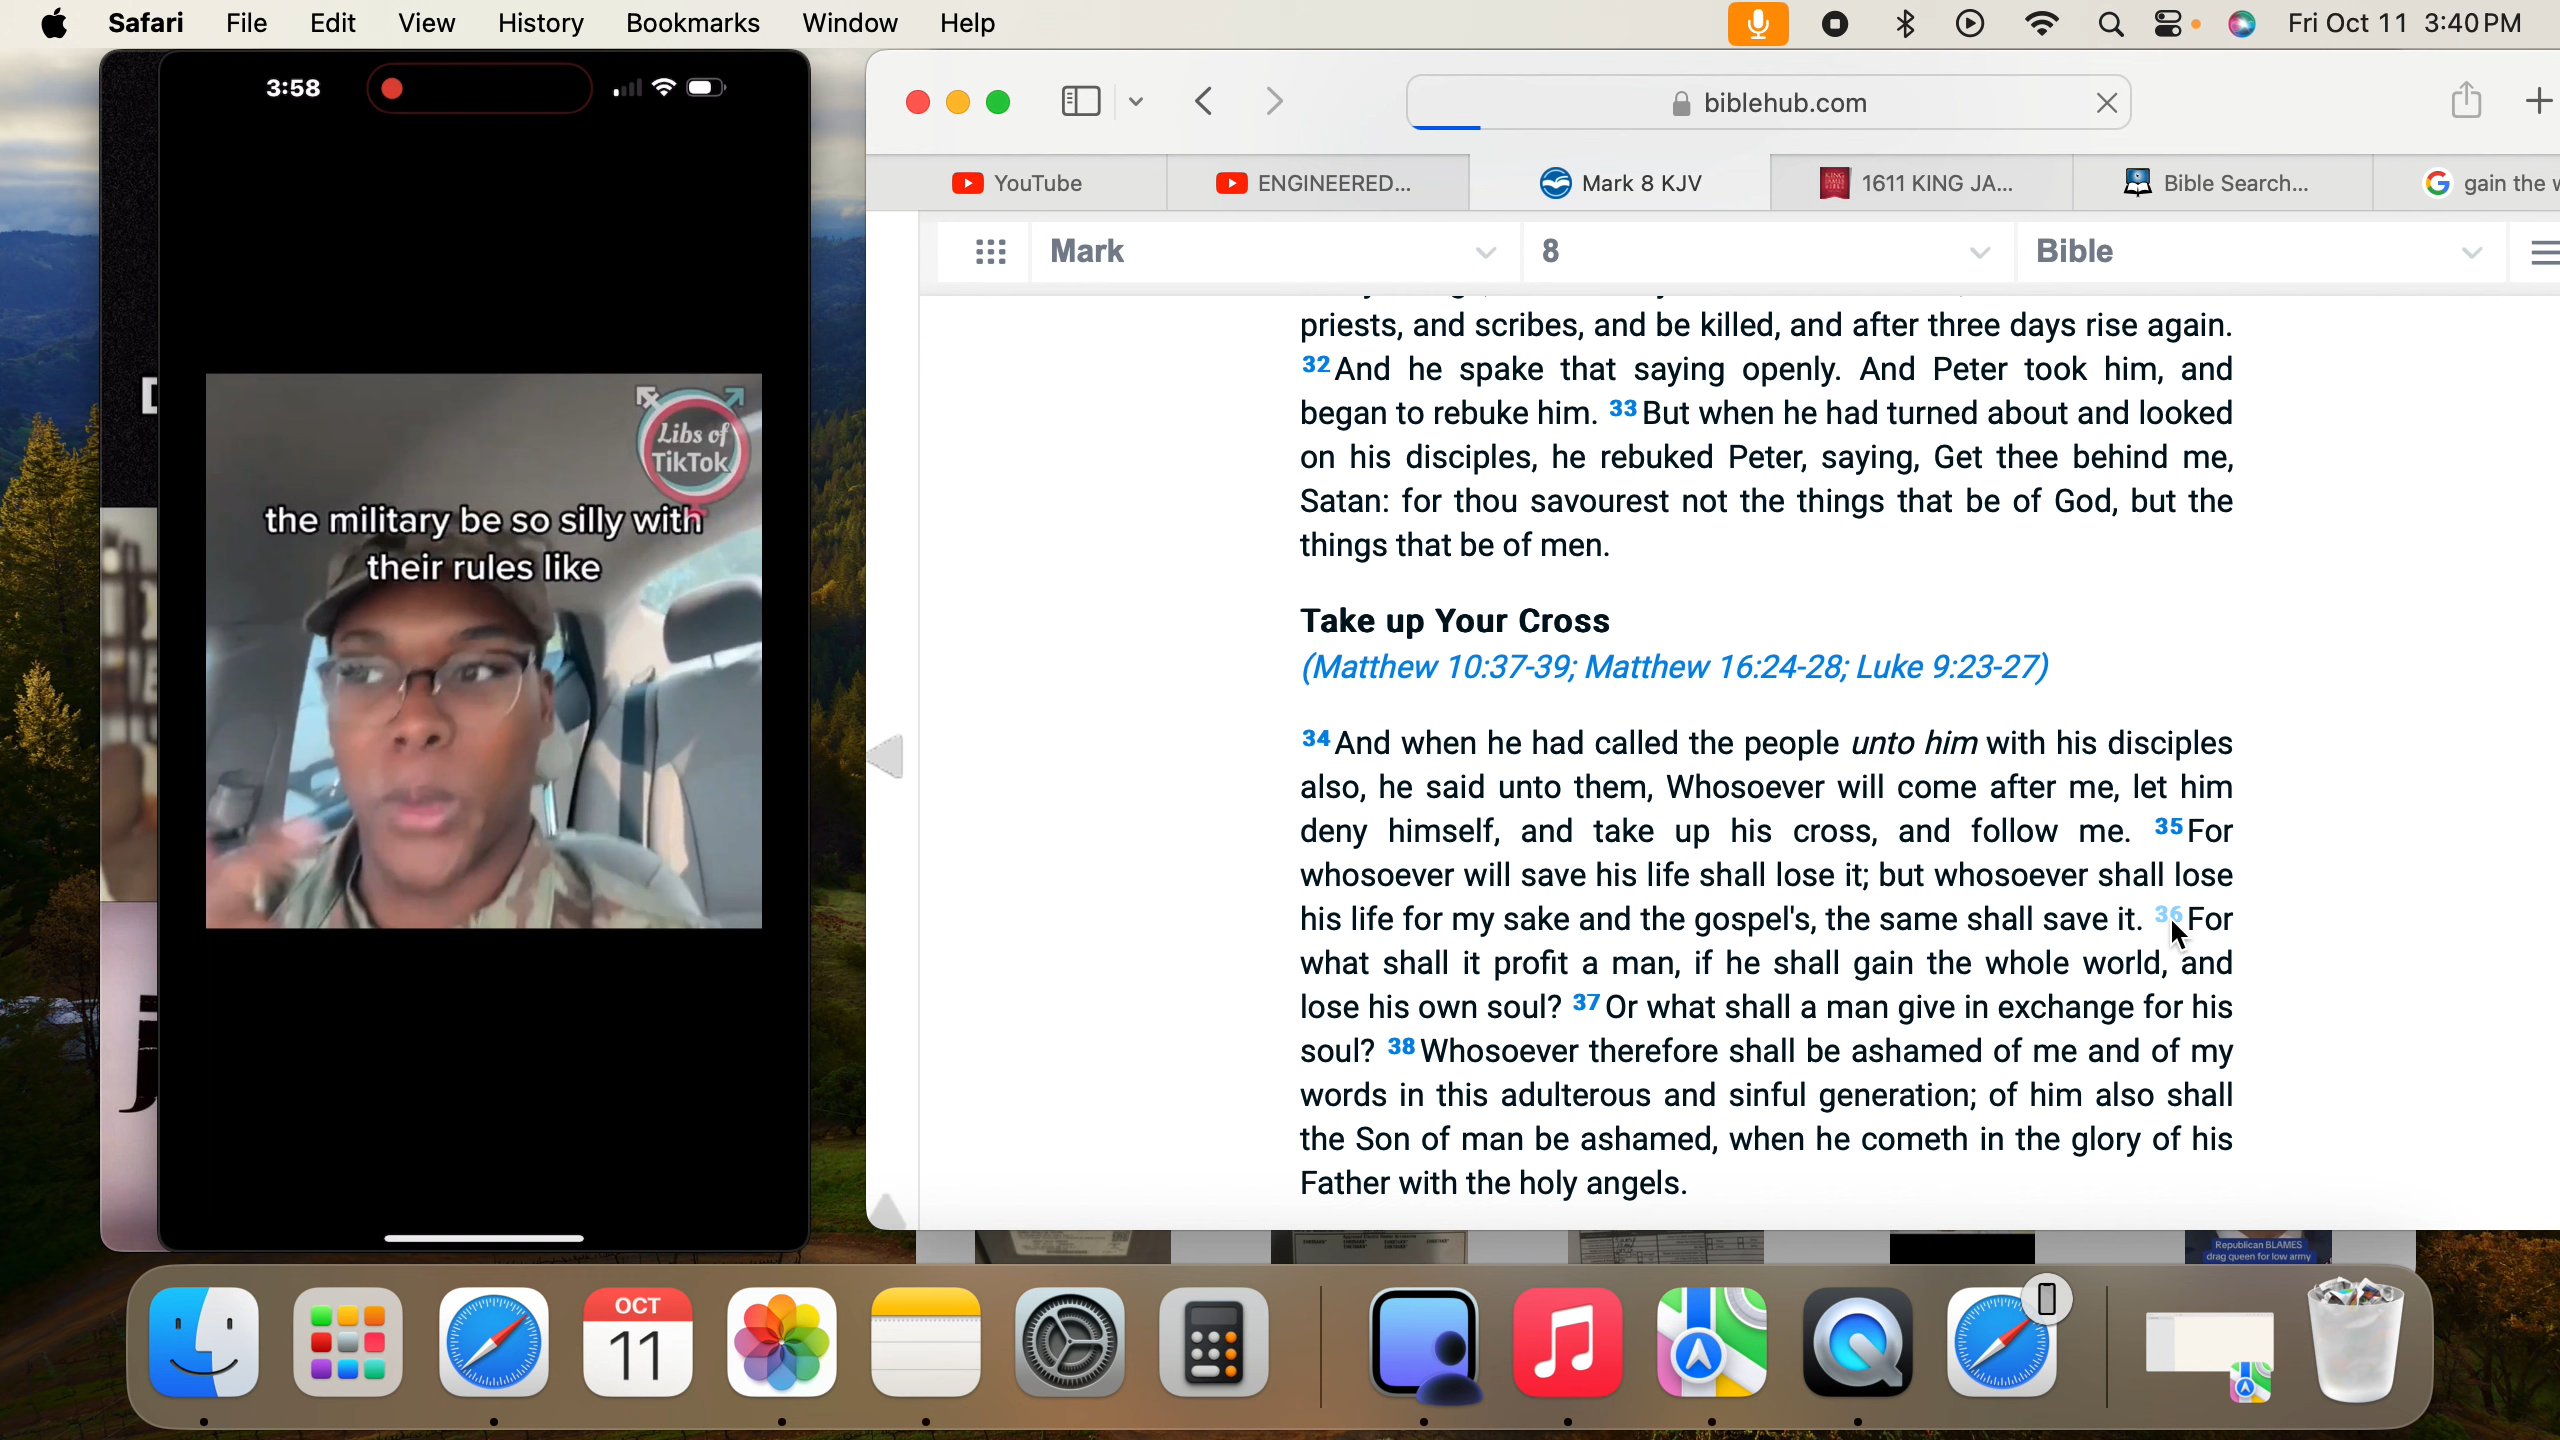 Safari File Edit View History Bookmarks Window Help
Fri Oct 11 3:40 PM
3:58
Libs of
TikTok
the military be so silly with
their rules like
biblehub.com
YouTube
ENGINEERED...
Mark 8 KJV
KING
JAMES
BIBLE
1611 KING JA...
Bible Search...
gain the w
Mark
8
Bible
priests, and scribes, and be killed, and after three days rise again.
32 And he spake that saying openly. And Peter took him, and
began to rebuke him. 33 But when he had turned about and looked
on his disciples, he rebuked Peter, saying, Get thee behind me,
Satan: for thou savourest not the things that be of God, but the
things that be of men.
Take up Your Cross
(Matthew 10:37-39; Matthew 16:24-28; Luke 9:23-27)
34 And when he had called the people unto him with his disciples
also, he said unto them, Whosoever will come after me, let him
deny himself, and take up his cross, and follow me. 35 For
whosoever will save his life shall lose it; but whosoever shall lose
his life for my sake and the gospel's, the same shall save it. 36 For
what shall it profit a man, if he shall gain the whole world, and
lose his own soul? 37 Or what shall a man give in exchange for his
soul? 38 Whosoever therefore shall be ashamed of me and of my
words in this adulterous and sinful generation; of him also shall
the Son of man be ashamed, when he cometh in the glory of his
Father with the holy angels.
Republican BLAMES
drag queen for low army
OCT
11